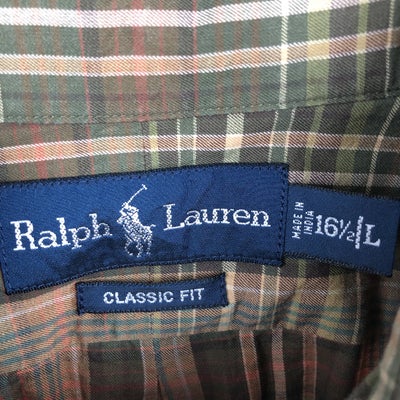 Ralph Lauren
MADE IN
INDIA
16½ L
CLASSIC FIT